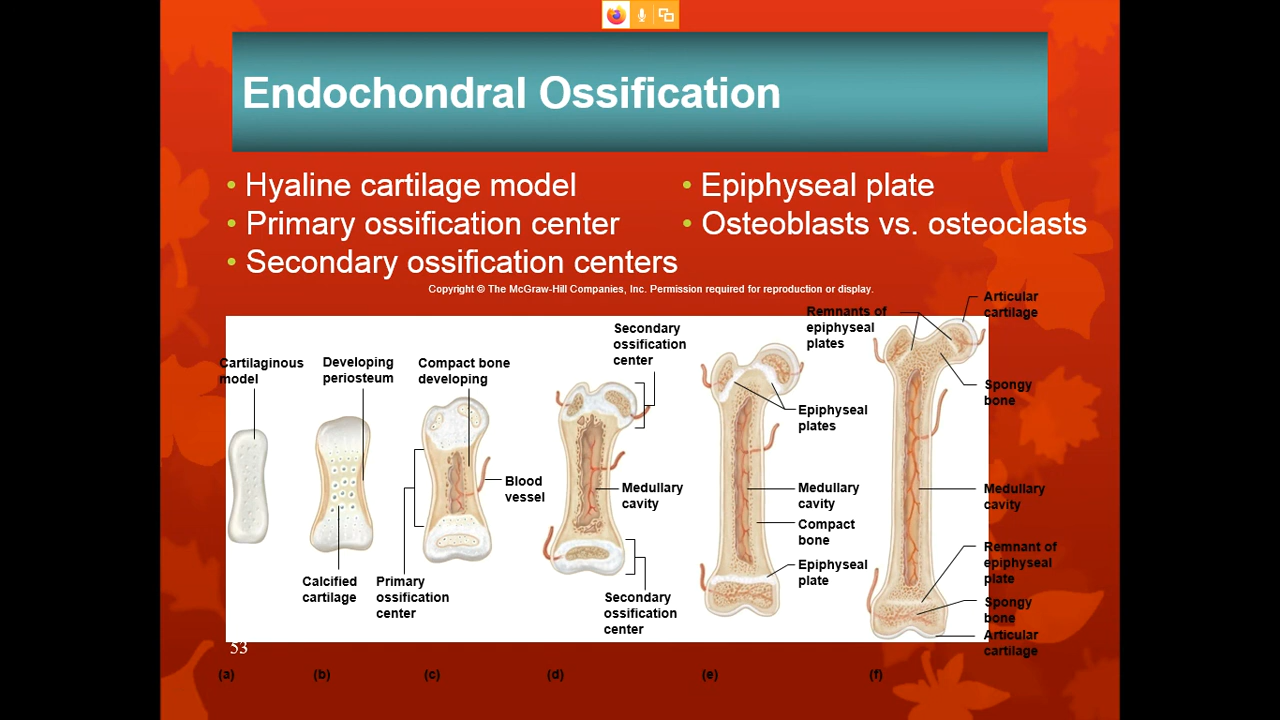 Endochondral Ossification
• Hyaline cartilage model
• Primary ossification center
• Secondary ossification centers
• Epiphyseal plate
• Osteoblasts vs. osteoclasts
Copyright © The McGraw-Hill Companies, Inc. Permission required for reproduction or display.
Cartilaginous
model
Developing
periosteum
Calcified
cartilage
Compact bone
developing
Primary
ossification
center
Blood
vessel
Secondary
ossification
center
Medullary
cavity
Secondary
ossification
center
Remnants of
epiphyseal
plates
Epiphyseal
plates
Medullary
cavity
Compact
bone
Epiphyseal
plate
Articular
cartilage
Spongy
bone
Medullary
cavity
Remnant of
epiphyseal
plate
Spongy
bone
Articular
cartilage
53
(a)
(b)
(c)
(d)
(e)
(f)